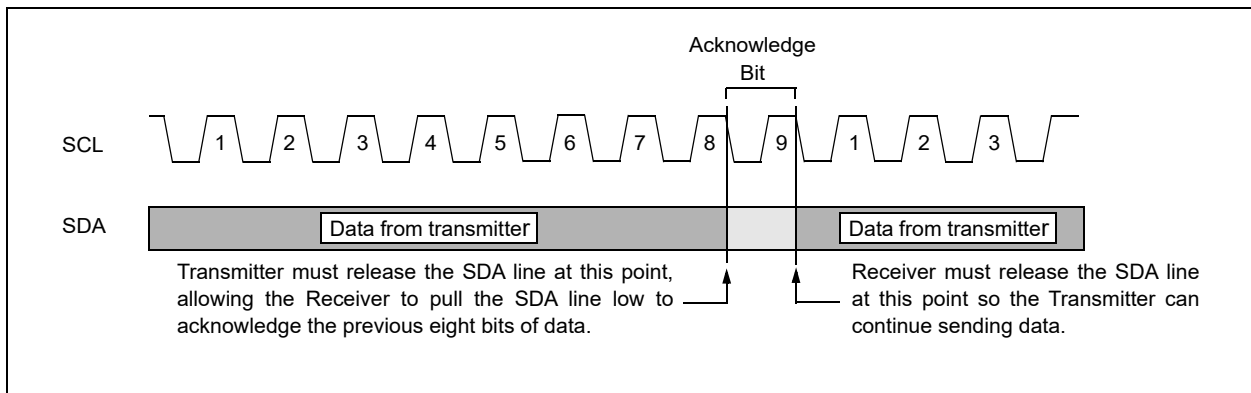 Acknowledge
Bit
SCL
1 2 3 4 5 6 7 8 9 1 2 3
SDA
Data from transmitter
Data from transmitter
Transmitter must release the SDA line at this point,
allowing the Receiver to pull the SDA line low to
acknowledge the previous eight bits of data.
Receiver must release the SDA line
at this point so the Transmitter can
continue sending data.